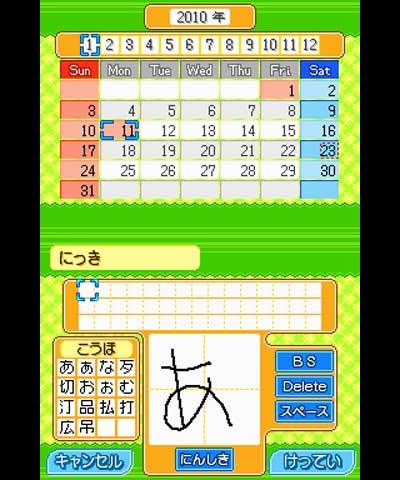 2010 年
1 2 3 4 5 6 7 8 9 10 11 12
Sun Mon Tue Wed Thu Fri Sat
1 2
3 4 5 6 7 8 9
10 11 12 13 14 15 16
17 18 19 20 21 22 23
24 25 26 27 28 29 30
31
にっき
こうほ
あ ぁ な 歹
切 お ぉ む
汀 品 払 打
広 吊
あ
BS
Delete
スペース
キャンセル
にんしき
けってい